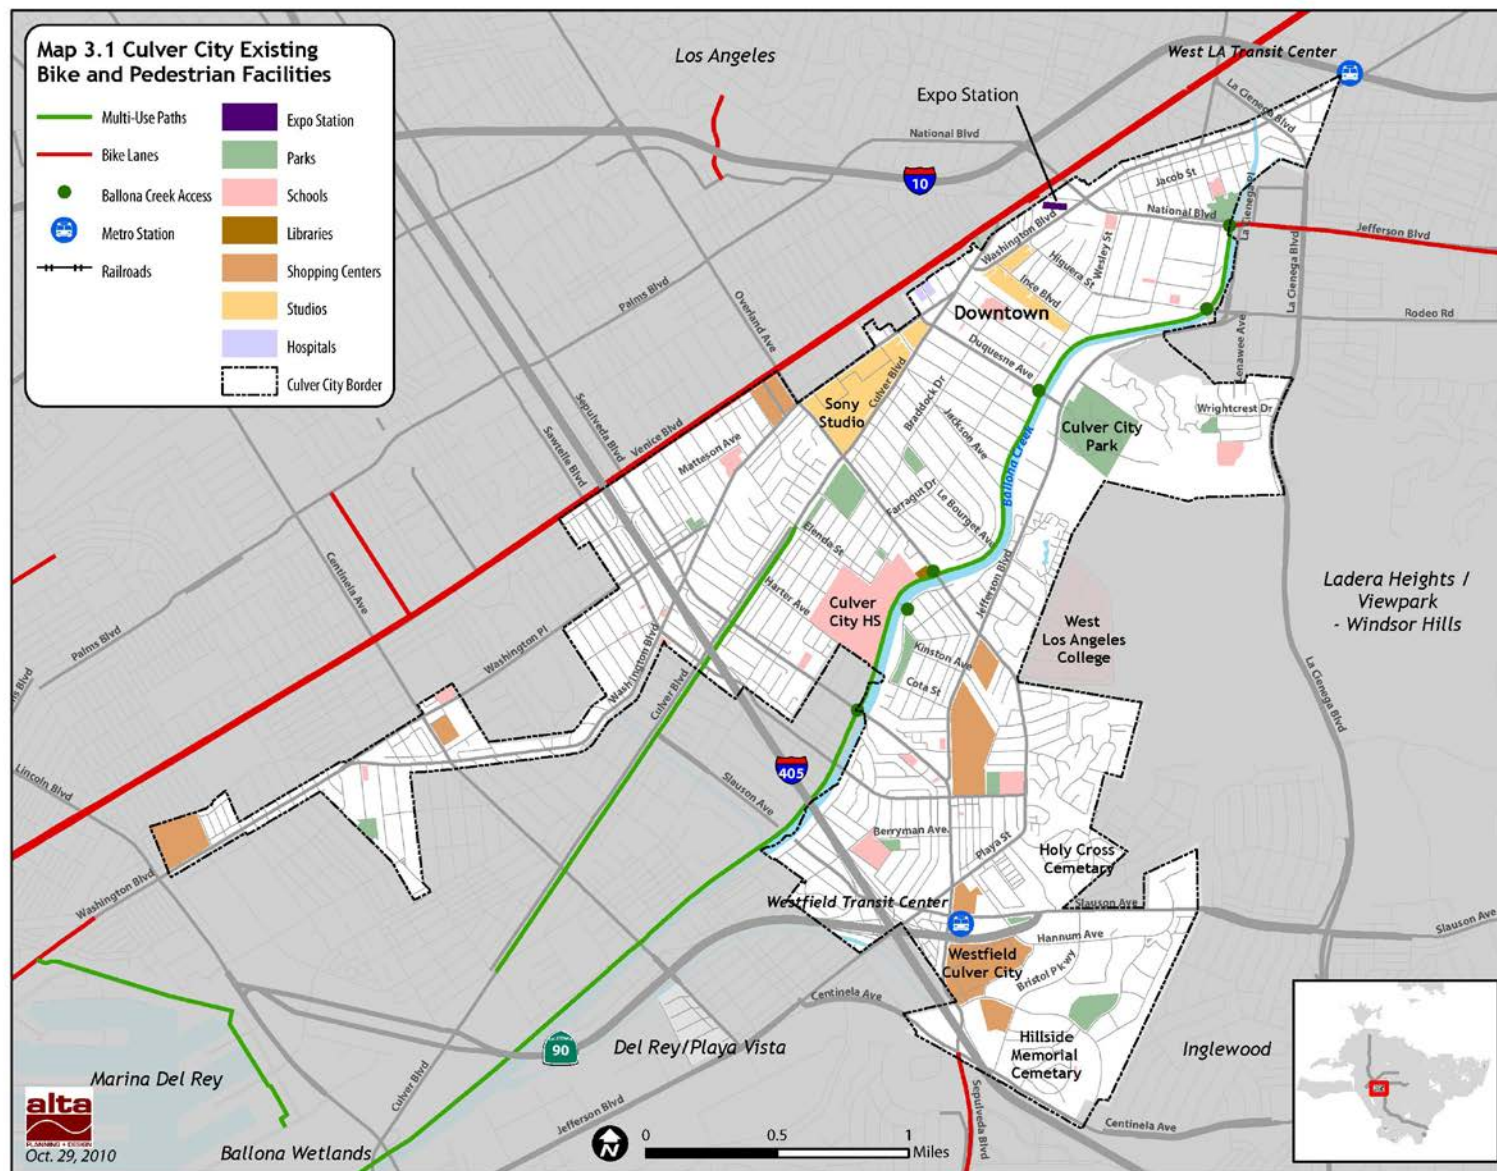 Map 3.1 Culver City Existing
Bike and Pedestrian Facilities
Multi-Use Paths
Bike Lanes
Ballona Creek Access
Metro Station
Railroads
Expo Station
Parks
Schools
Libraries
Shopping Centers
Studios
Hospitals
Culver City Border
Los Angeles
West LA Transit Center
Expo Station
La Cienega Blvd
National Blvd
10
Jacob St
National Blvd
La Cienega Pl
Jefferson Blvd
Washington Blvd
Wesley St
Higuera St
Ince Blvd
La Cienega Blvd
Palms Blvd
Overland Ave
Downtown
Rodeo Rd
Duquesne Ave
Lenawee Ave
Culver Blvd
Sony
Studio
Braddock Dr
Jackson Ave
Wrightcrest Dr
Culver City
Park
Sepulveda Blvd
Sawtelle Blvd
Venice Blvd
Matteson Ave
Ballona Creek
Farragut Dr
Le Bourget Ave
Elenda St
Centinela Ave
Harter Ave
Culver
City HS
Jefferson Blvd
West
Los Angeles
College
Ladera Heights /
Viewpark
- Windsor Hills
Palms Blvd
Washington Pl
Washington Blvd
Culver Blvd
Kinston Ave
Cota St
La Cienega Blvd
Lincoln Blvd
405
Slauson Ave
Berryman Ave.
Playa St
Holy Cross
Cemetary
Washington Blvd
Westfield Transit Center
Slauson Ave
Slauson Ave
Hannum Ave
Westfield
Culver City
Bristol Pkwy
Centinela Ave
90
Del Rey/Playa Vista
Hillside
Memorial
Cemetary
Inglewood
Marina Del Rey
Culver Blvd
Jefferson Blvd
Sepulveda Blvd
Centinela Ave
alta
PLANNING + DESIGN
Oct. 29, 2010
Ballona Wetlands
N
0
0.5
1
Miles